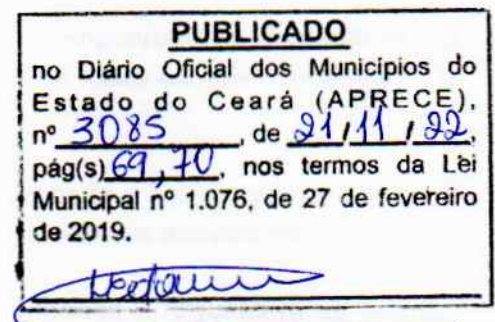 PUBLICADO
no Diário Oficial dos Municípios do
Estado do Ceará (APRECE),
nº 3085, de 21/11/22,
pág(s) 69,70, nos termos da Lei
Municipal nº 1.076, de 27 de fevereiro
de 2019.